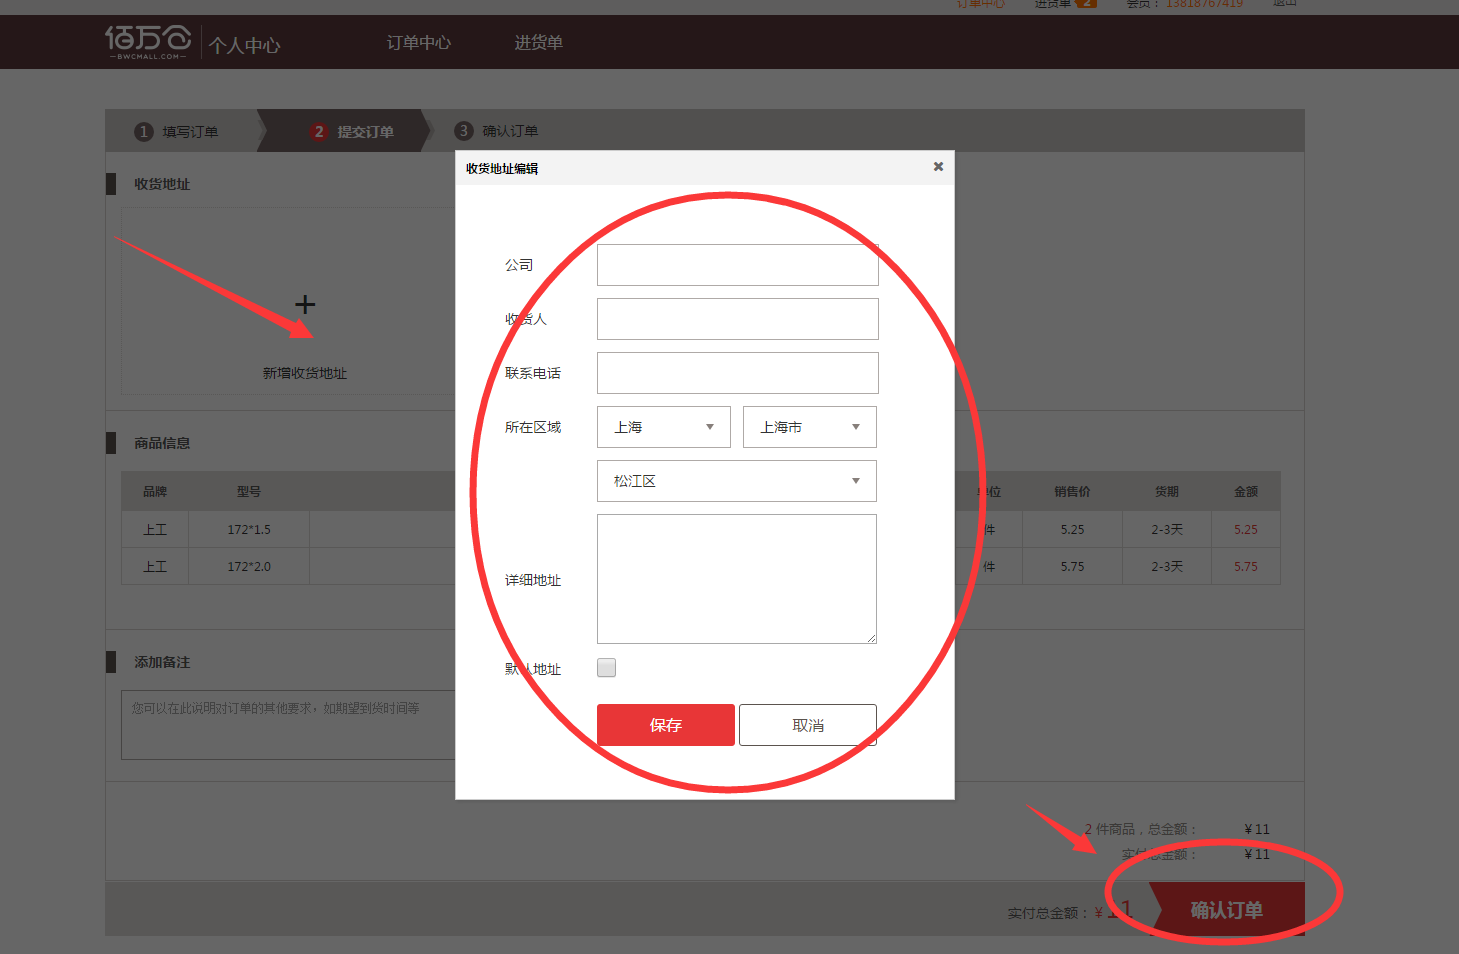 订单中心 进货单 2 会员： 13818767419 退出
佰万仓 个人中心 订单中心 进货单
—BWCMALL.COM—
1 填写订单 2 提交订单 3 确认订单
收货地址编辑
收货地址
公司
收货人
+
新增收货地址
联系电话
所在区域 上海 上海市
商品信息
松江区
品牌 型号 单位 销售价 货期 金额
上工 172*1.5 件 5.25 2-3天 5.25
上工 172*2.0 件 5.75 2-3天 5.75
详细地址
添加备注
默认地址
您可以在此说明对订单的其他要求，如期望到货时间等
保存 取消
2 件商品，总金额： ¥ 11
实付总金额： ¥ 11
实付总金额： ¥ 11 确认订单